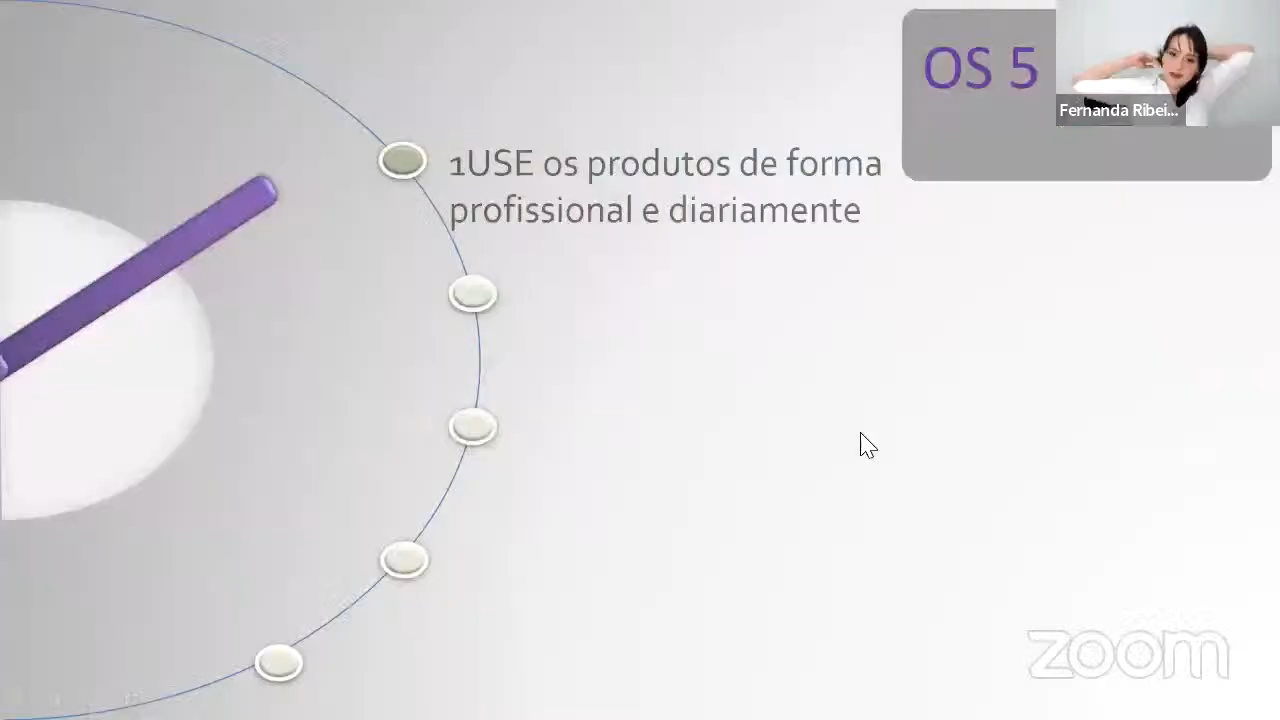 OS 5
Fernanda Ribei...
1USE os produtos de forma
profissional e diariamente
zoom